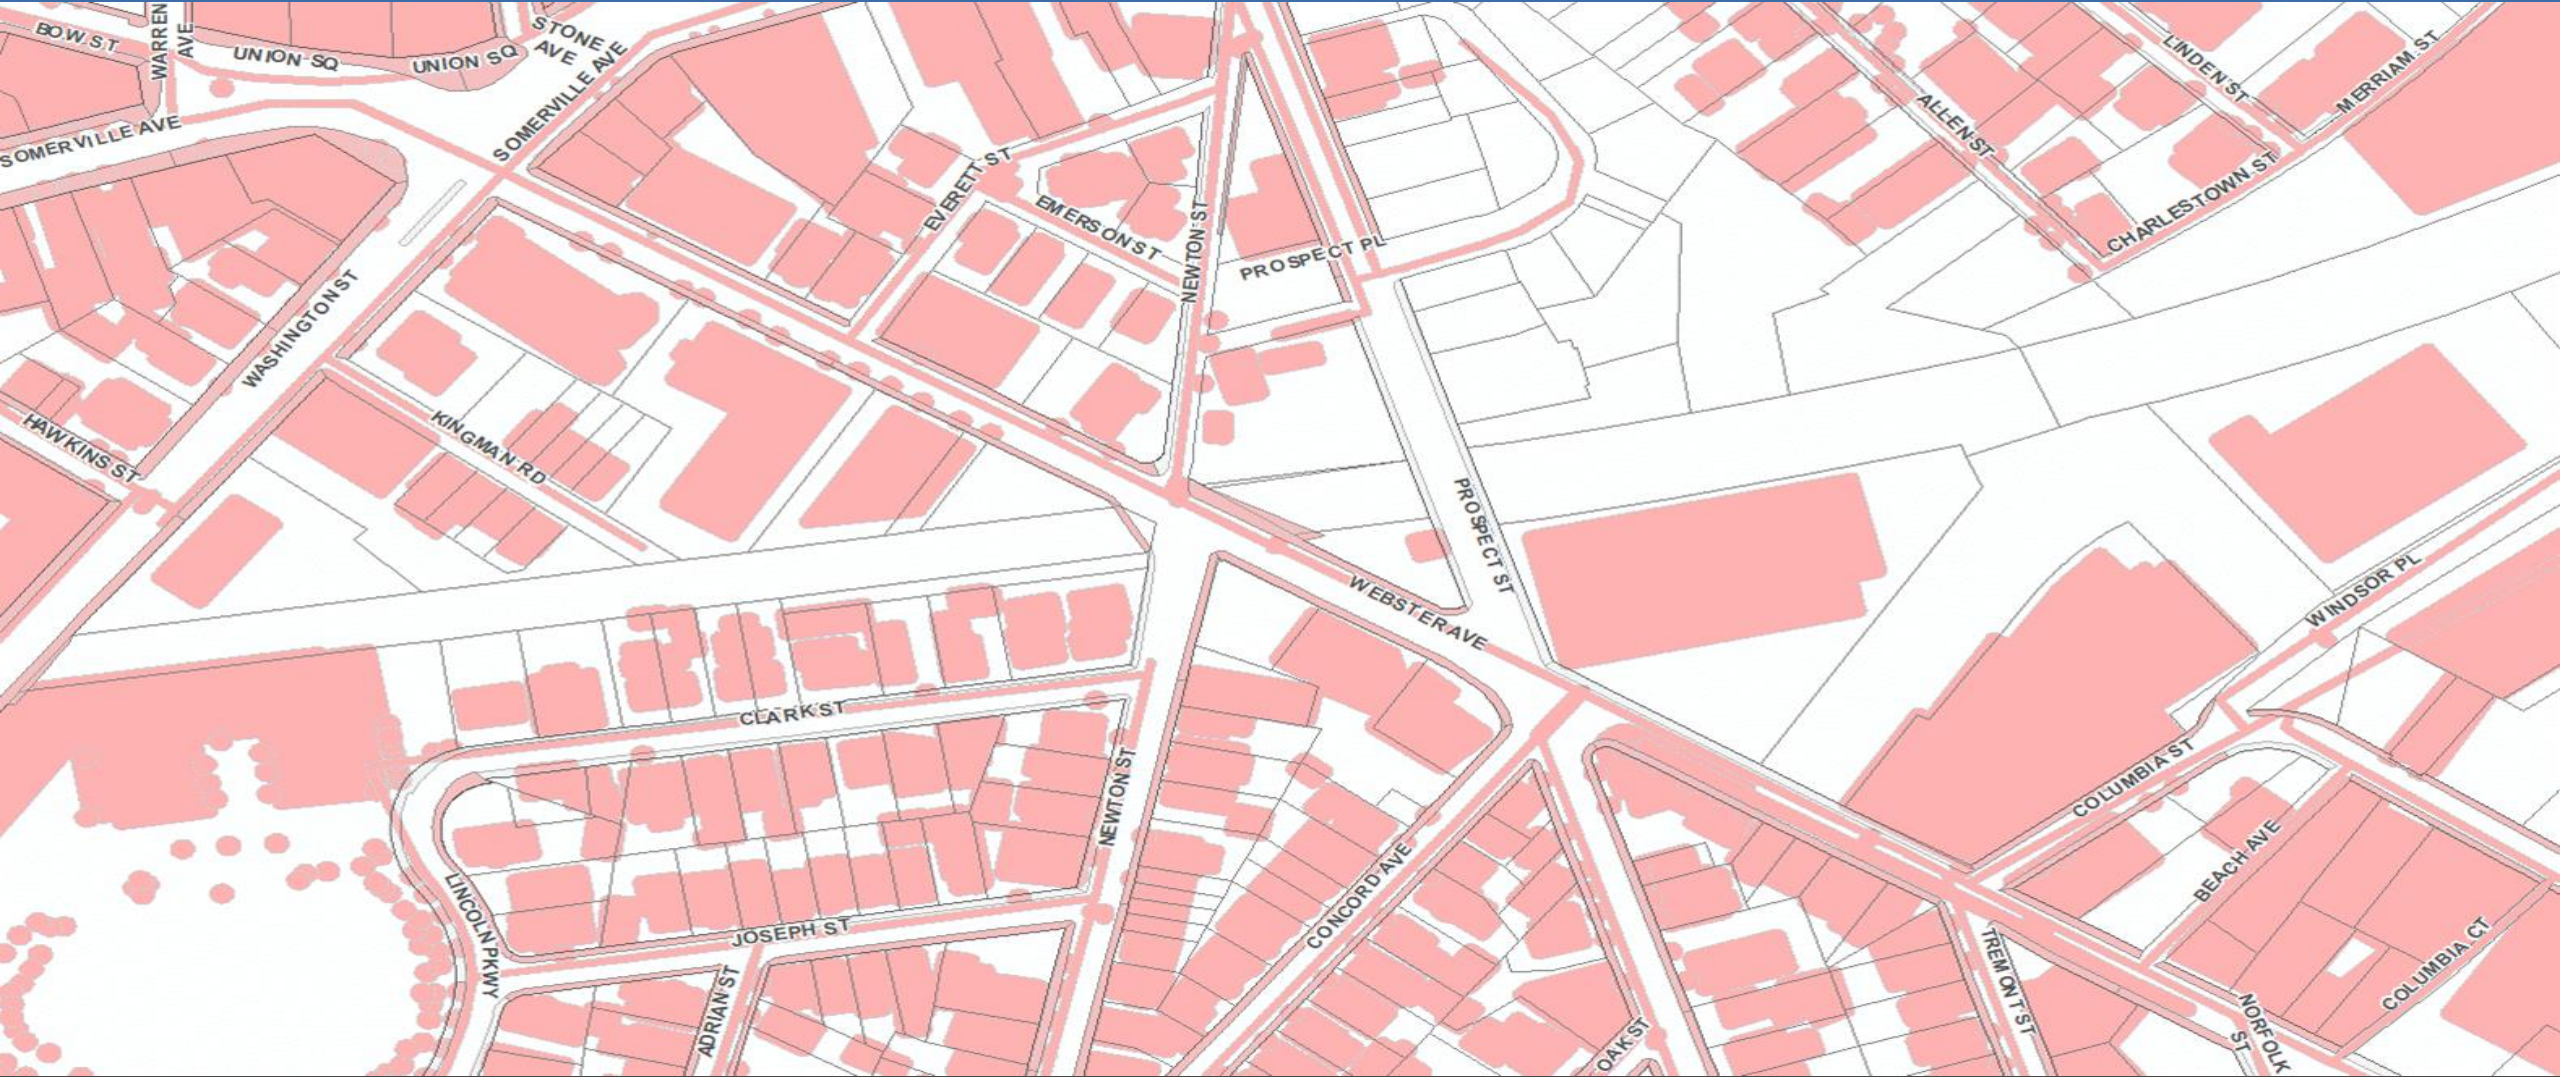 BOW ST
WARREN
AVE
UNION SQ
UNION SQ
STONE
AVE
SOMERVILLE AVE
SOMERVILLE AVE
LINDEN ST
MERRIAM ST
ALLEN ST
CHARLESTOWN ST
EVERETT ST
EMERSON ST
NEWTON ST
PROSPECT PL
WASHINGTON ST
HAWKINS ST
KINGMAN RD
PROSPECT ST
WEBSTER AVE
WINDSOR PL
CLARK ST
NEWTON ST
COLUMBIA ST
BEACH AVE
CONCORD AVE
LINCOLN PKWY
JOSEPH ST
ADRIAN ST
TREMONT ST
COLUMBIA CT
OAK ST
NORFOLK
ST